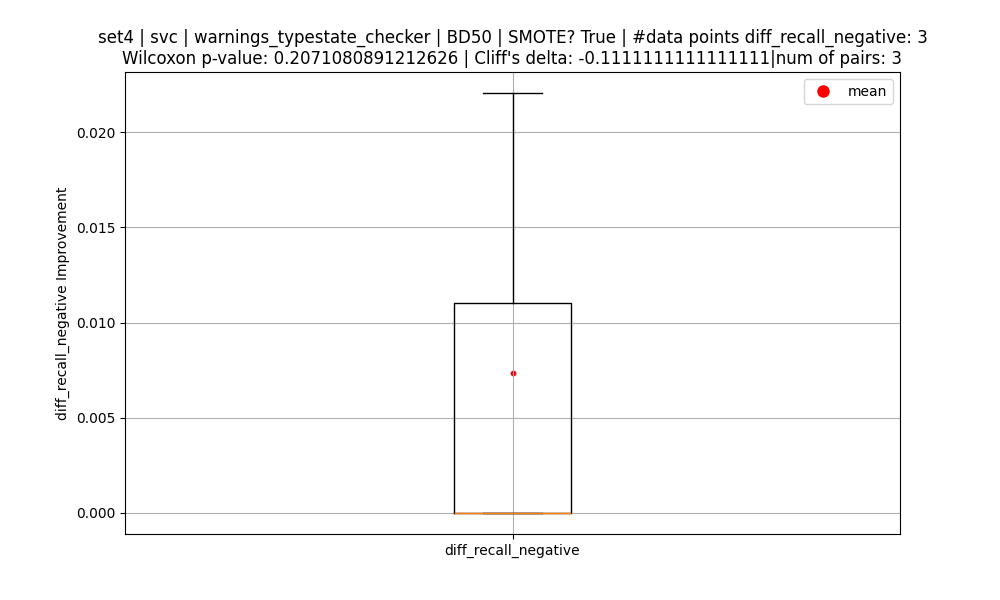 set4 | svc | warnings_typestate_checker | BD50 | SMOTE? True | #data points diff_recall_negative: 3
Wilcoxon p-value: 0.2071080891212626 | Cliff's delta: -0.1111111111111111|num of pairs: 3
mean
0.020
0.015
0.010
0.005
0.000
diff_recall_negative Improvement
diff_recall_negative